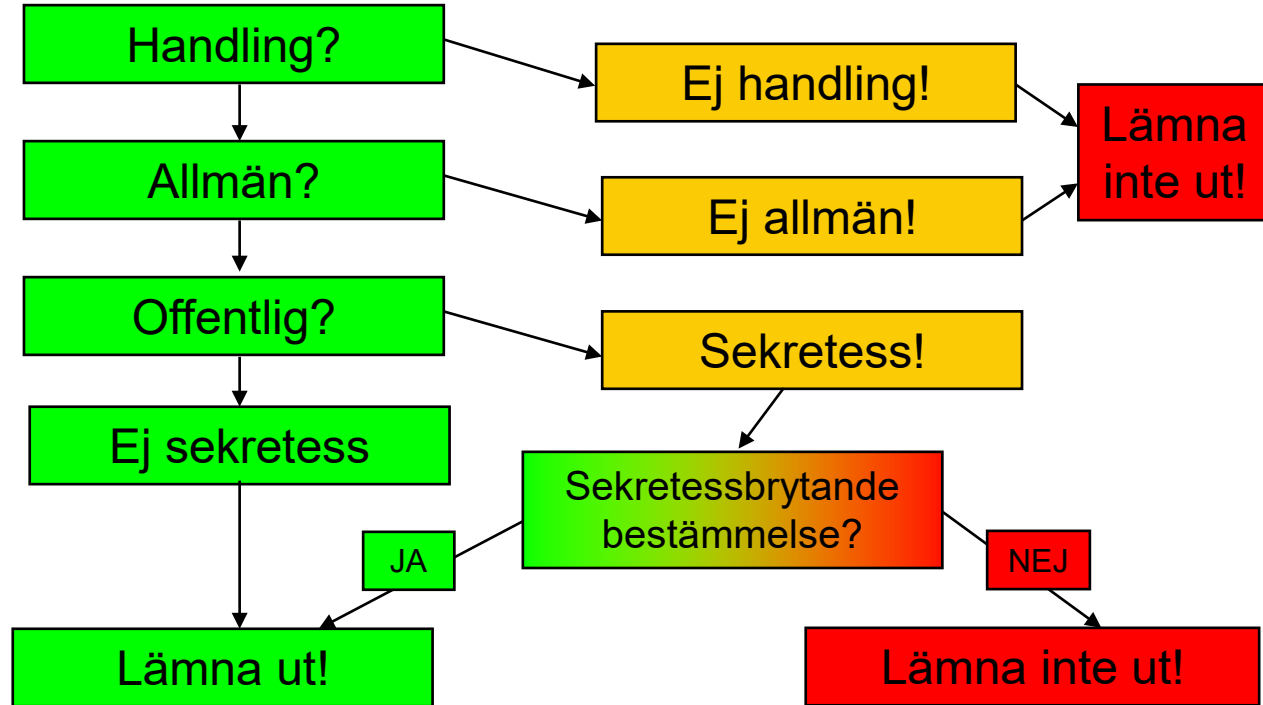 Handling?
Ej handling!
Lämna
inte ut!
Allmän?
Ej allmän!
Offentlig?
Sekretess!
Ej sekretess
Sekretessbrytande
bestämmelse?
JA
NEJ
Lämna ut!
Lämna inte ut!